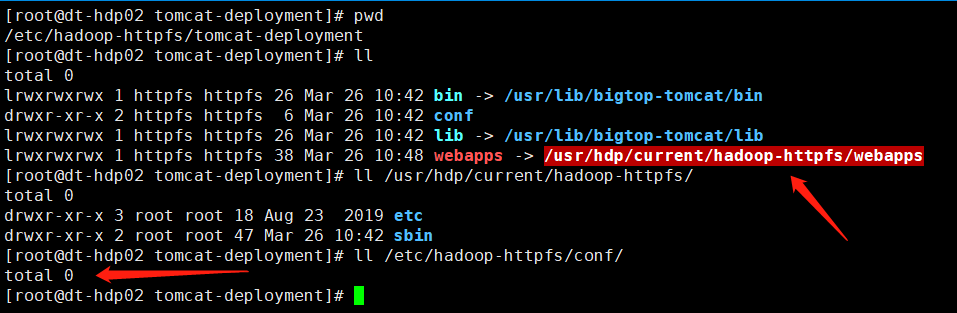 [root@dt-hdp02 tomcat-deployment]# pwd
/etc/hadoop-httpfs/tomcat-deployment
[root@dt-hdp02 tomcat-deployment]# ll
total 0
lrwxrwxrwx 1 httpfs httpfs 26 Mar 26 10:42 bin -> /usr/lib/bigtop-tomcat/bin
drwxr-xr-x 2 httpfs httpfs  6 Mar 26 10:42 conf
lrwxrwxrwx 1 httpfs httpfs 26 Mar 26 10:42 lib -> /usr/lib/bigtop-tomcat/lib
lrwxrwxrwx 1 httpfs httpfs 38 Mar 26 10:48 webapps -> /usr/hdp/current/hadoop-httpfs/webapps
[root@dt-hdp02 tomcat-deployment]# ll /usr/hdp/current/hadoop-httpfs/
total 0
drwxr-xr-x 3 root root 18 Aug 23  2019 etc
drwxr-xr-x 2 root root 47 Mar 26 10:42 sbin
[root@dt-hdp02 tomcat-deployment]# ll /etc/hadoop-httpfs/conf/
total 0
[root@dt-hdp02 tomcat-deployment]#